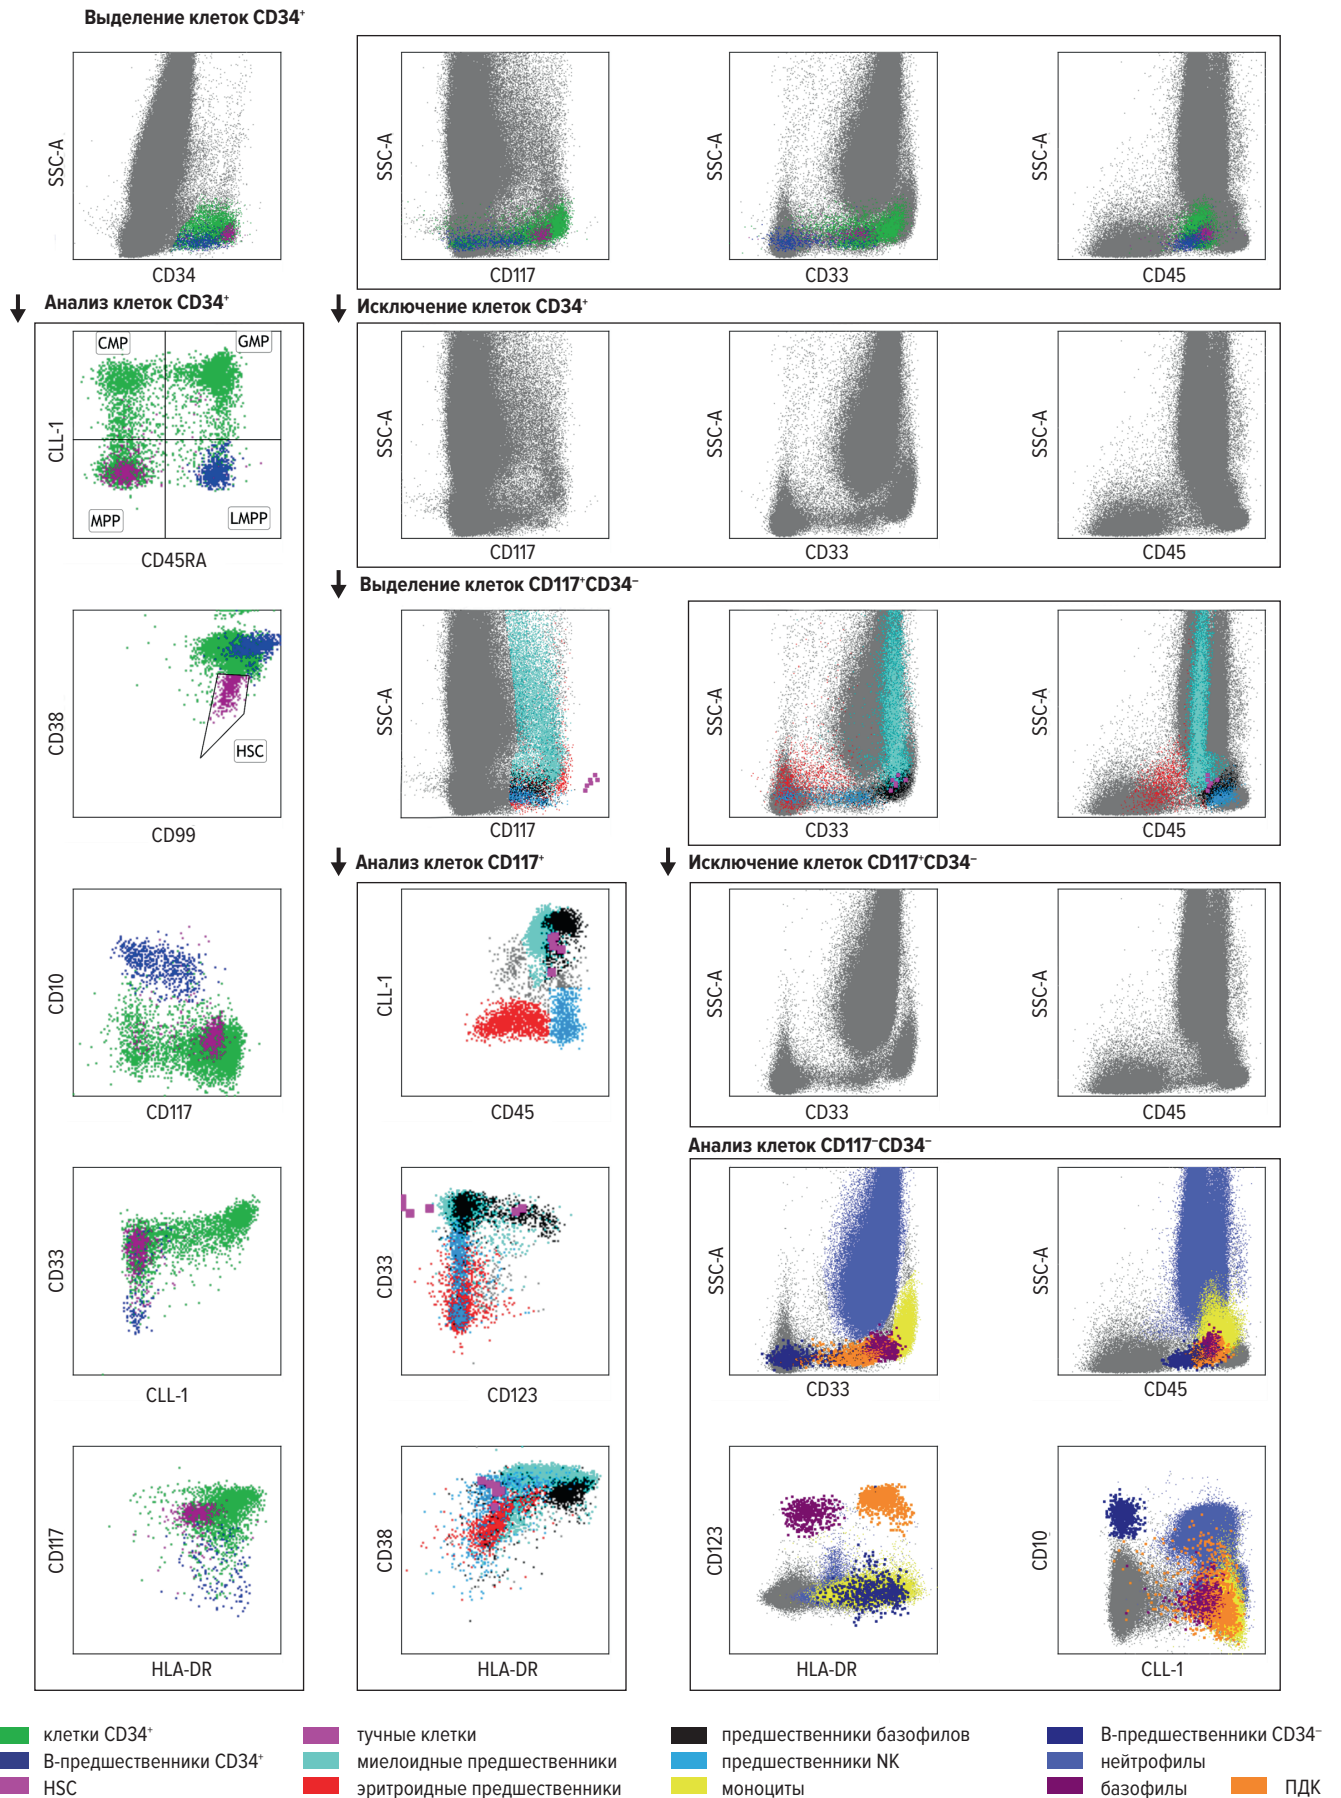 Выделение клеток CD34⁺
SSC-A
SSC-A
SSC-A
SSC-A
CD34
CD117
CD33
CD45
Анализ клеток CD34⁺
Исключение клеток CD34⁺
CMP
GMP
CLL-1
SSC-A
SSC-A
SSC-A
MPP
LMPP
CD45RA
CD117
CD33
CD45
Выделение клеток CD117⁺CD34⁻
CD38
HSC
SSC-A
SSC-A
SSC-A
CD99
CD117
CD33
CD45
Анализ клеток CD117⁺
Исключение клеток CD117⁺CD34⁻
CD10
CLL-1
SSC-A
SSC-A
CD117
CD45
CD33
CD45
Анализ клеток CD117⁻CD34⁻
CD33
CD33
SSC-A
SSC-A
CLL-1
CD123
CD33
CD45
CD117
CD38
CD123
CD10
HLA-DR
HLA-DR
HLA-DR
CLL-1
клетки CD34⁺
тучные клетки
предшественники базофилов
В-предшественники CD34⁻
В-предшественники CD34⁺
миелоидные предшественники
предшественники NK
нейтрофилы
HSC
эритроидные предшественники
моноциты
базофилы
ПДК